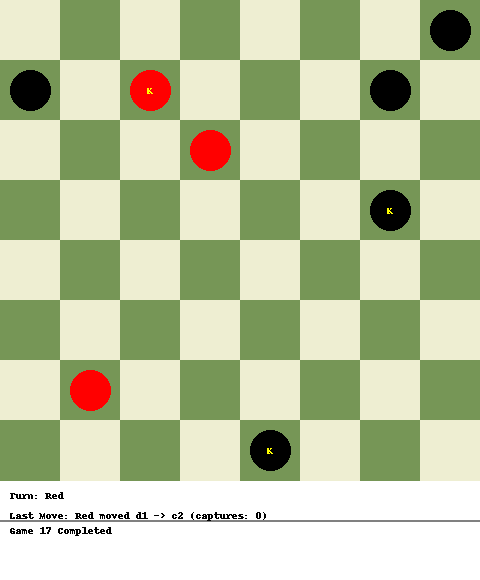 K
K
K
Turn: Red
Last Move: Red moved d1 -> c2 (captures: 0)
Game 17 Completed